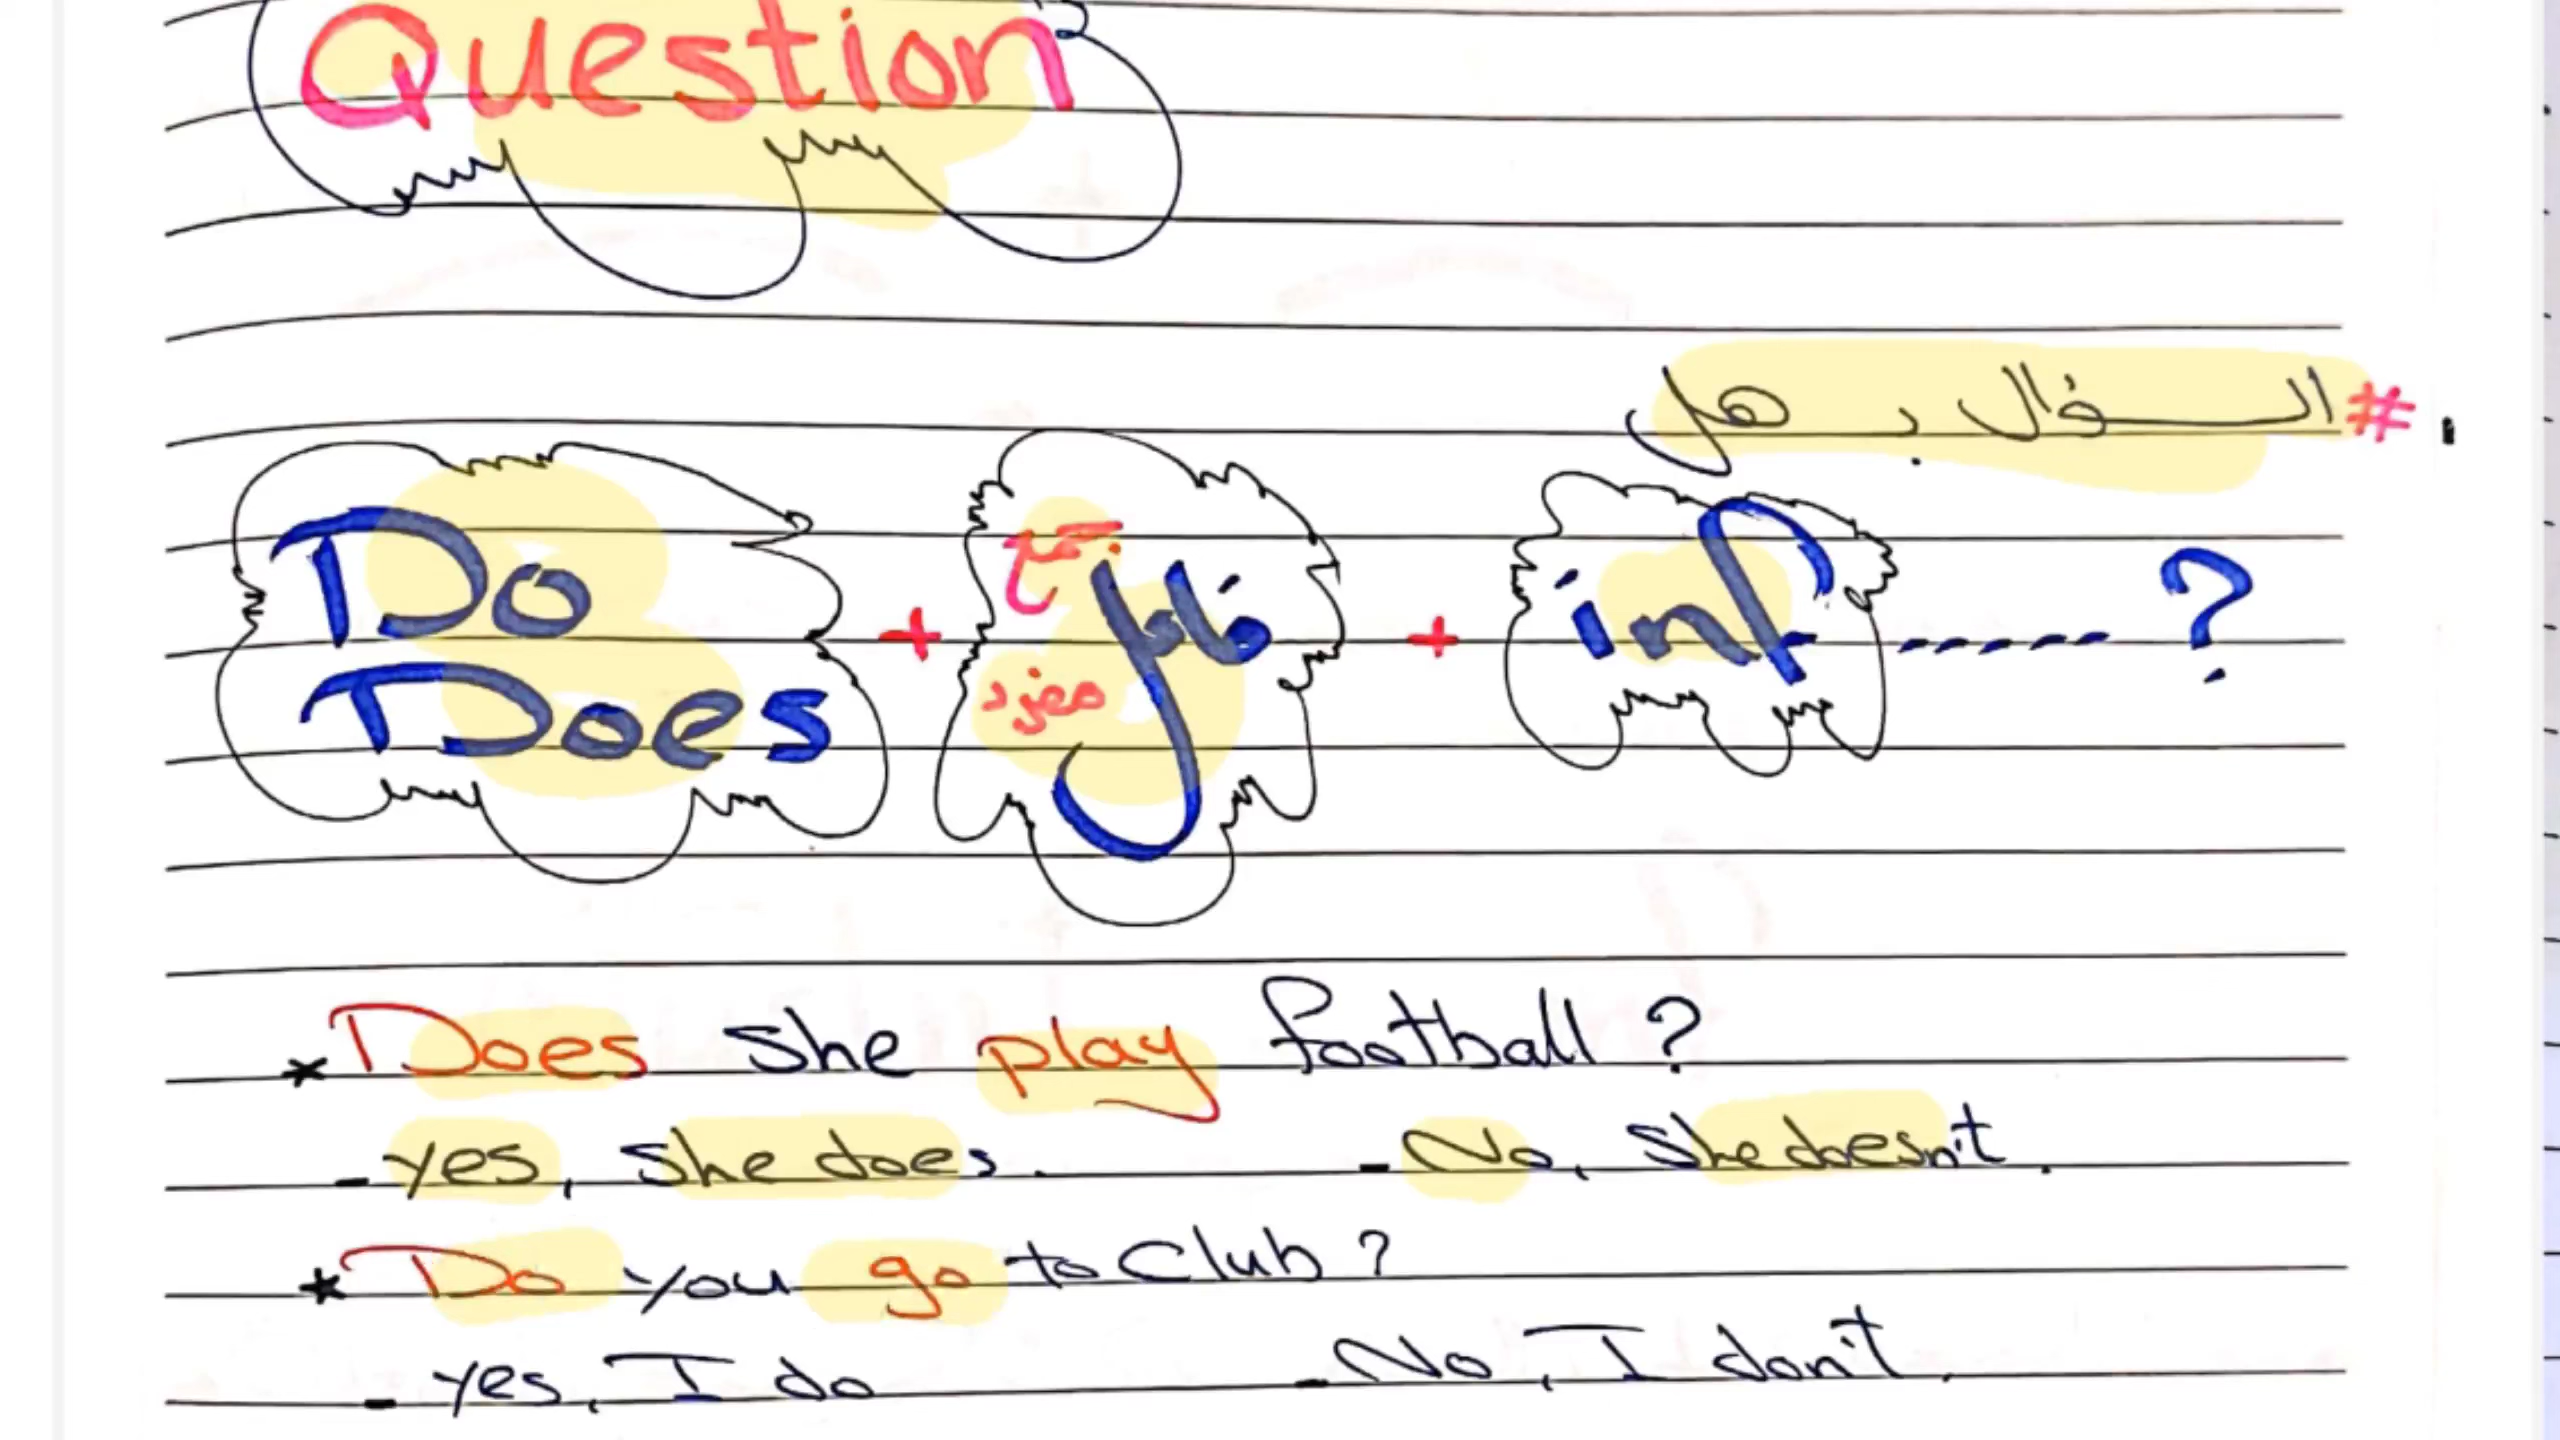 Question
# السؤال بـ هل
Do جمع
Does مفرد + فاعل + inf ------ ?
* Does she play football ?
- yes, she does. - No, She doesn't.
* Do you go to Club ?
- yes, I do - No, I don't.